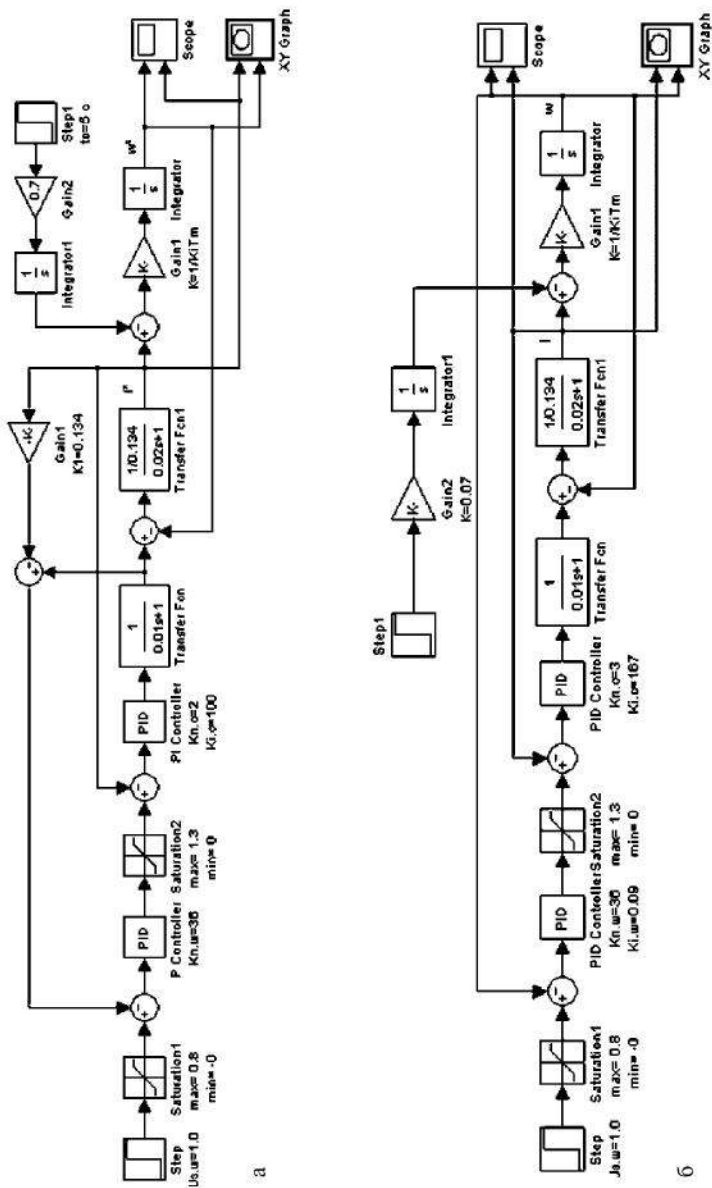 Step
Uз.w=1.0
Saturation1
max= 0.8
min= -0
PID
P Controller
Kп.w=36
Saturation2
max= 1.3
min= 0
PID
PI Controller
Kп.c=2
Ki.c=100
1
0.01s+1
Transfer Fcn
1/0.134
0.02s+1
Transfer Fcn1
-K-
Gain1
K1=0.134
I*
K-
Gain1
K=1/KiTm
1
s
Integrator
w*
1
s
Integrator1
0.7
Gain2
Step1
to=5 c
Scope
XY Graph
а
Step
Uз.w=1.0
Saturation1
max= 0.8
min= -0
PID
PID Controller
Kп.w=36
Ki.w=0.09
Saturation2
max= 1.3
min= 0
PID
PID Controller
Kп.c=3
Ki.c=167
1
0.01s+1
Transfer Fcn
1/0.134
0.02s+1
Transfer Fcn1
I
K-
Gain1
K=1/KiTm
1
s
Integrator
w
Step1
K-
Gain2
K=0.07
1
s
Integrator1
Scope
XY Graph
б